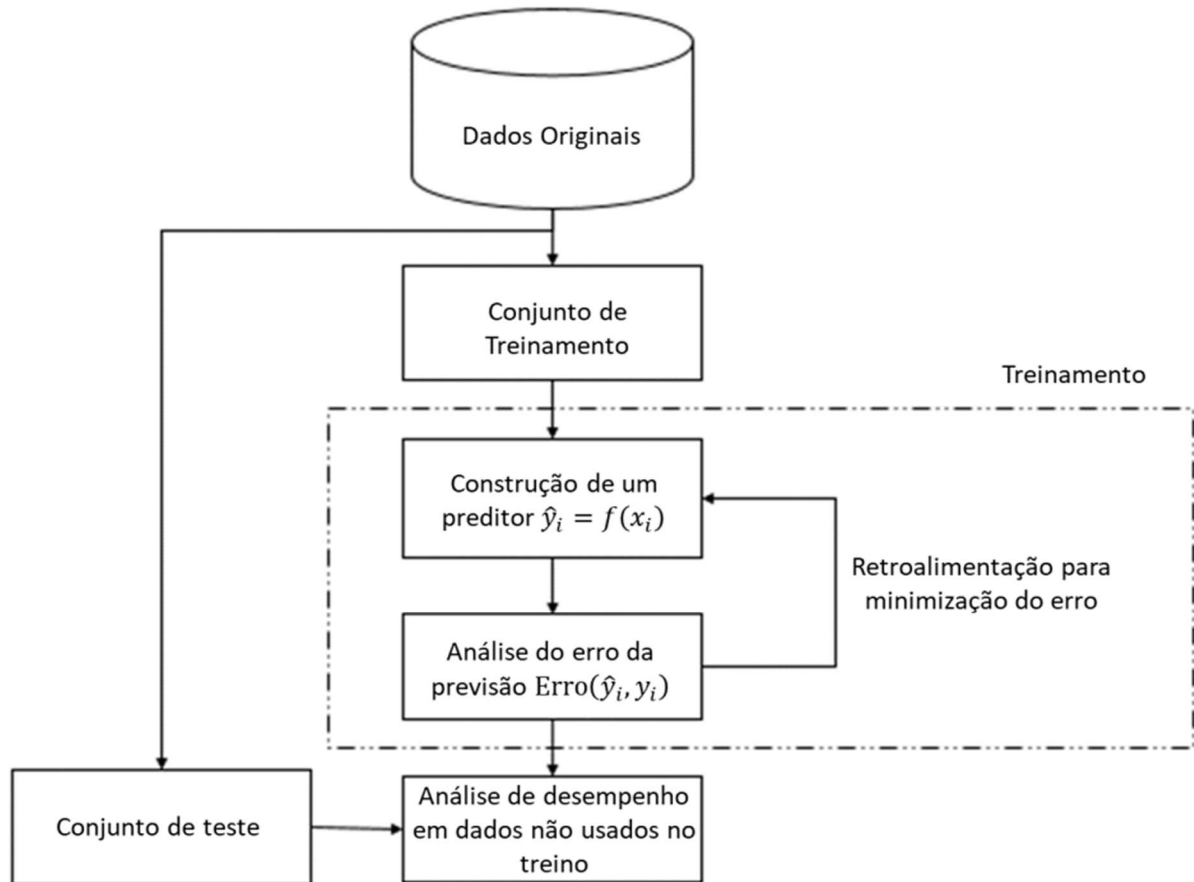 Dados Originais
Conjunto de
Treinamento
Treinamento
Construção de um
preditor ŷᵢ = f(xᵢ)
Retroalimentação para
minimização do erro
Análise do erro da
previsão Erro(ŷᵢ, yᵢ)
Conjunto de teste
Análise de desempenho
em dados não usados no
treino